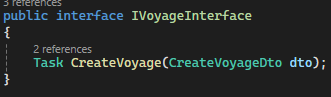 3 references
public interface IVoyageInterface
{
2 references
Task CreateVoyage(CreateVoyageDto dto);
}